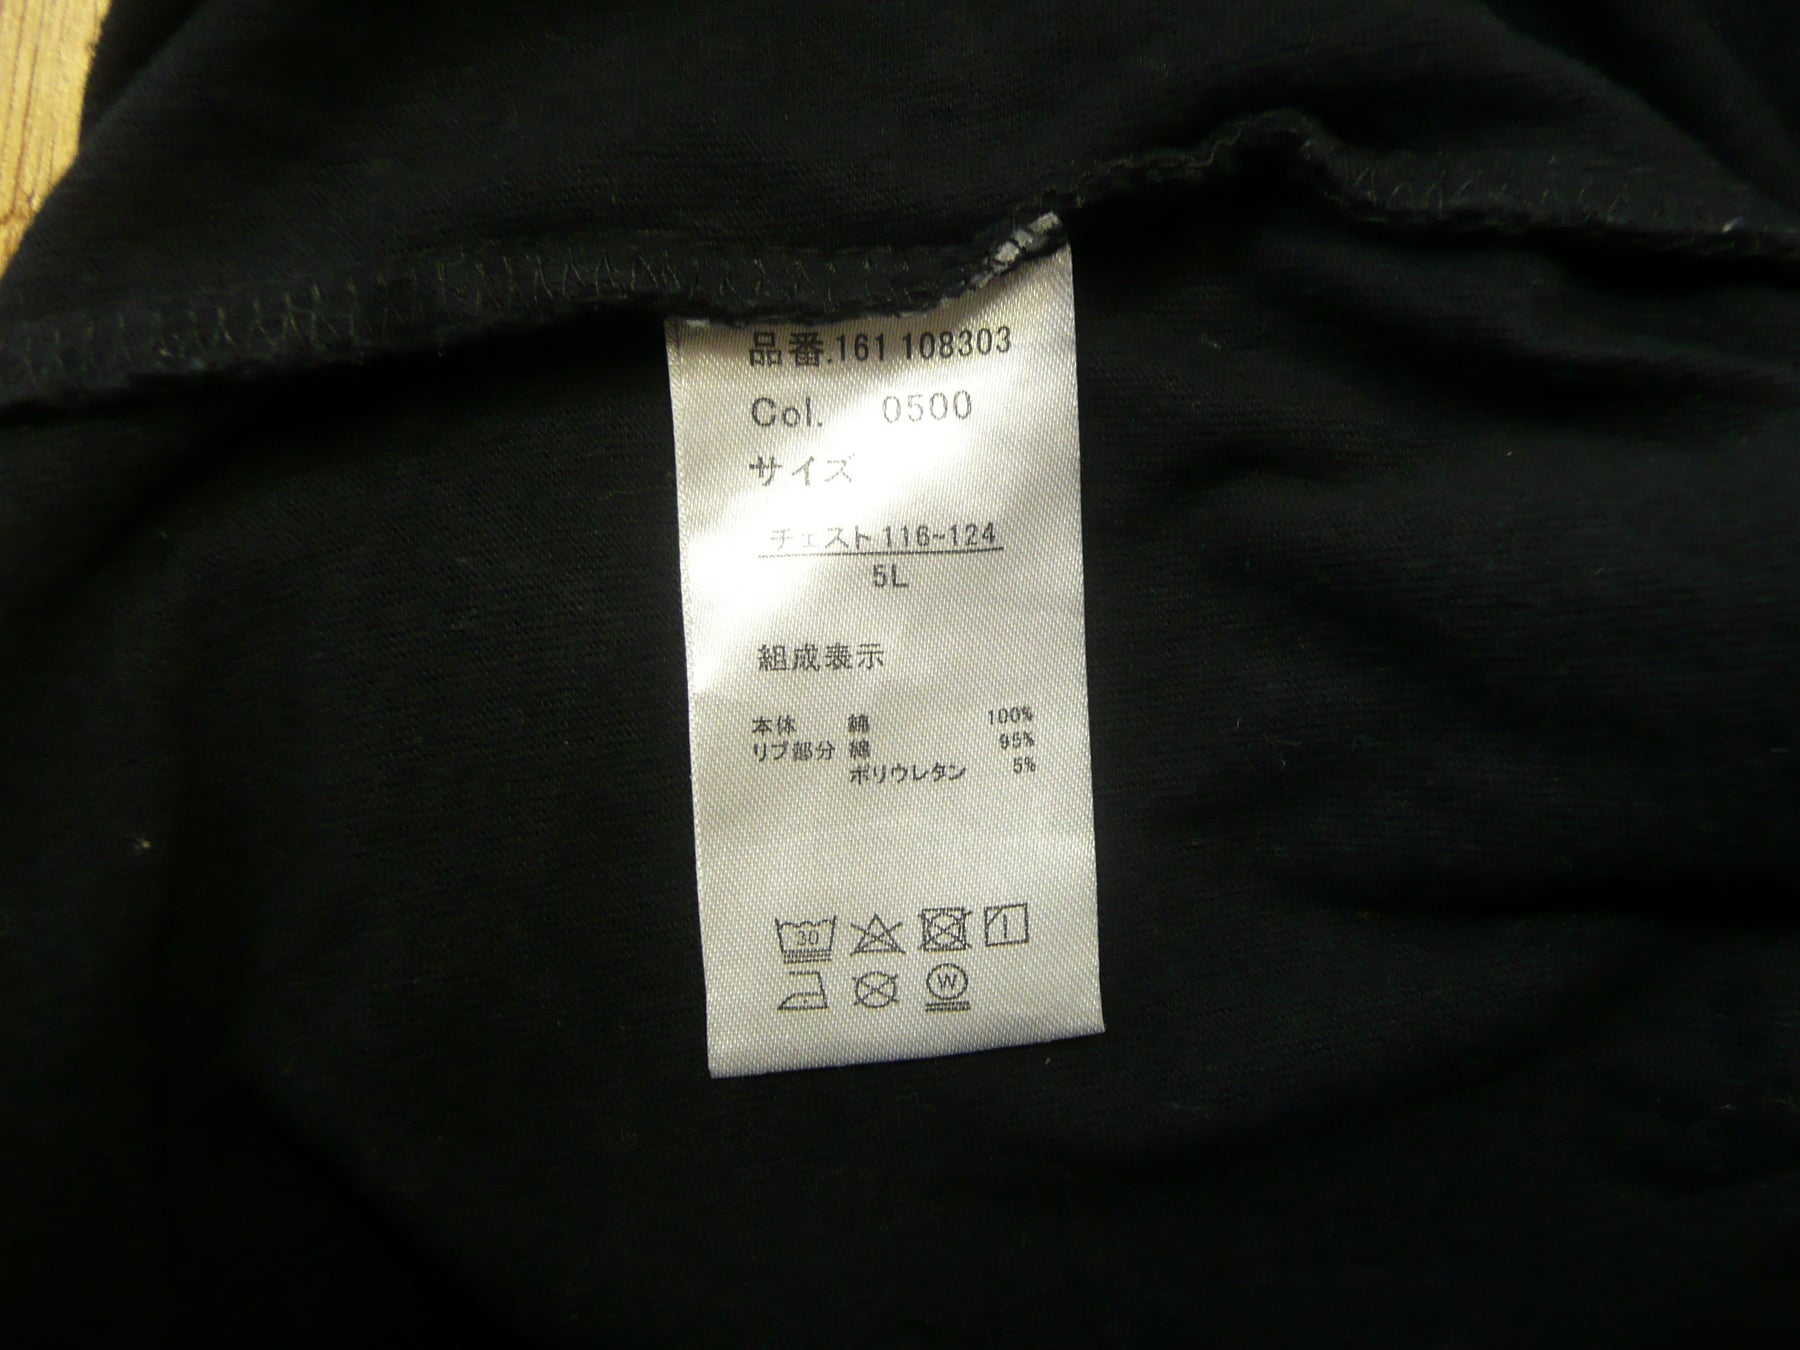 品番.161 108303
Col. 0500
サイズ
チェスト116~124
5L
組成表示
本体 綿 100%
リブ部分 綿 95%
ポリウレタン 5%
30
W